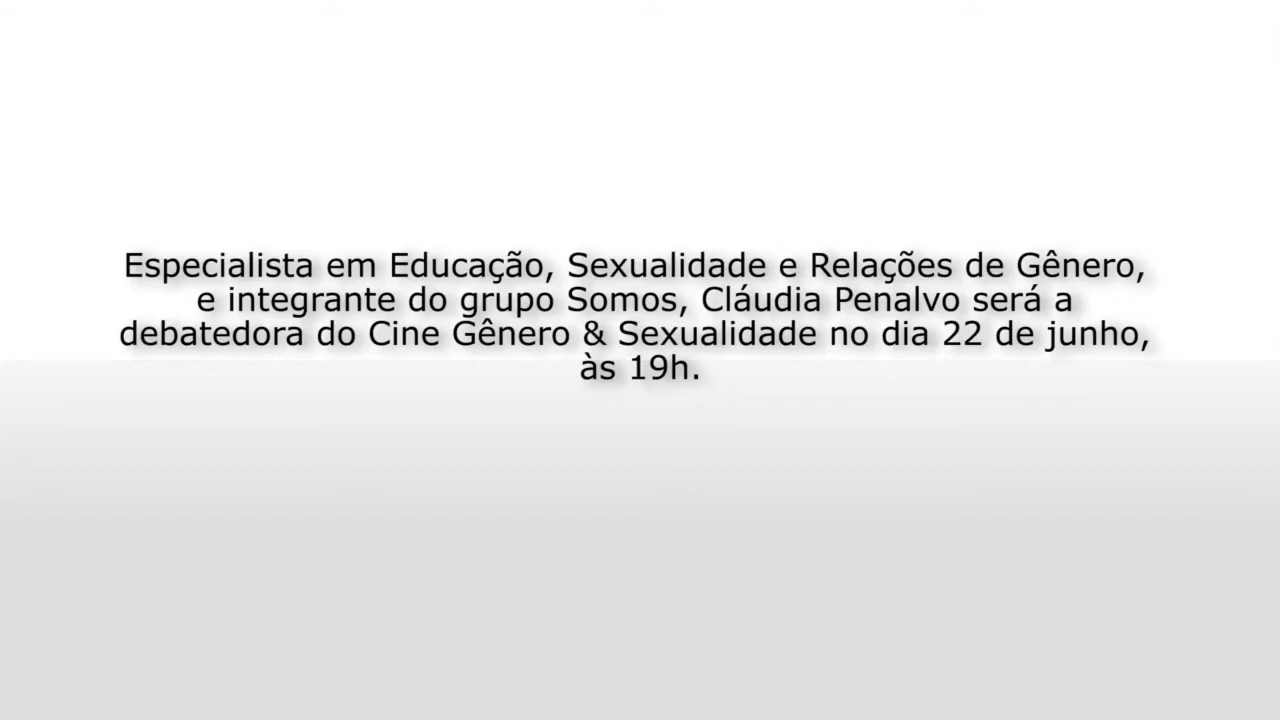 Especialista em Educação, Sexualidade e Relações de Gênero,
e integrante do grupo Somos, Cláudia Penalvo será a
debatedora do Cine Gênero & Sexualidade no dia 22 de junho,
às 19h.